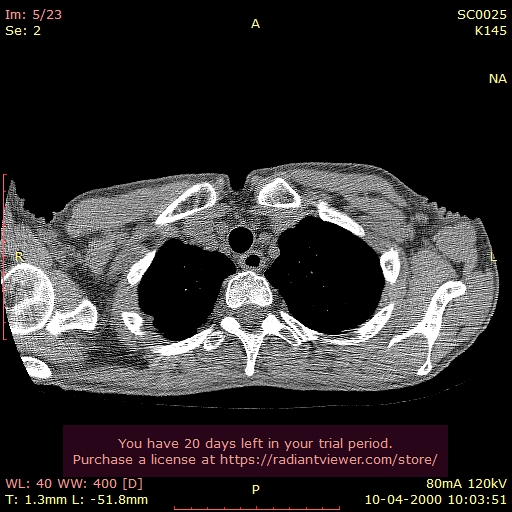 Im: 5/23
Se: 2
A
SC0025
K145
NA
R
L
You have 20 days left in your trial period.
Purchase a license at https://radiantviewer.com/store/
WL: 40 WW: 400 [D]
T: 1.3mm L: -51.8mm
P
80mA 120kV
10-04-2000 10:03:51